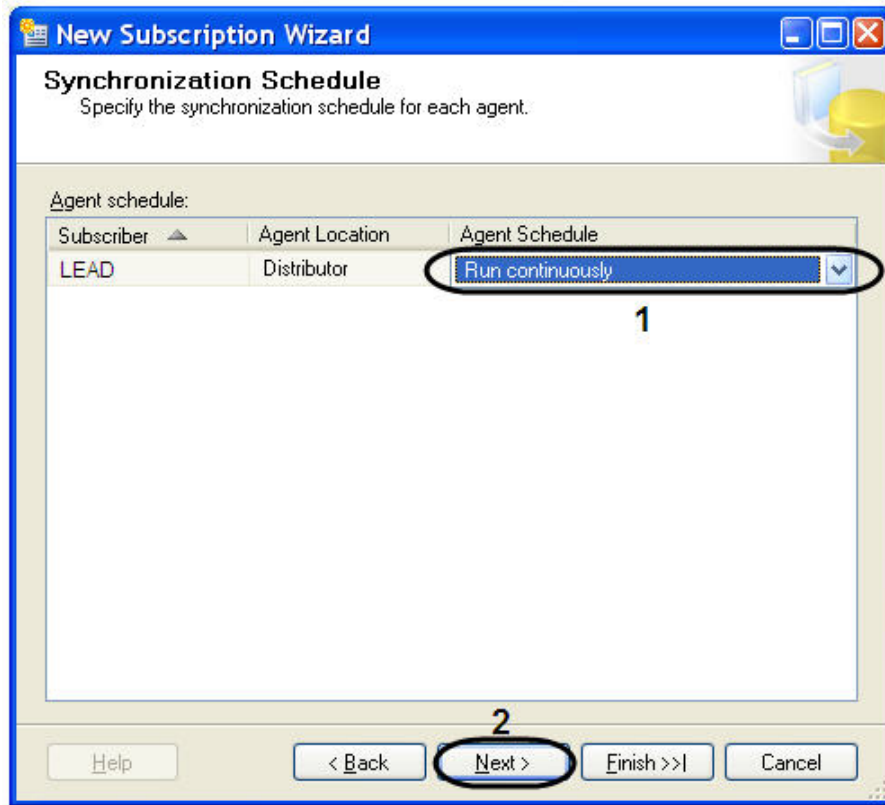 New Subscription Wizard
Synchronization Schedule
Specify the synchronization schedule for each agent.
Agent schedule:
Subscriber Agent Location Agent Schedule
LEAD Distributor Run continuously
1
2
Help < Back Next > Finish >>| Cancel